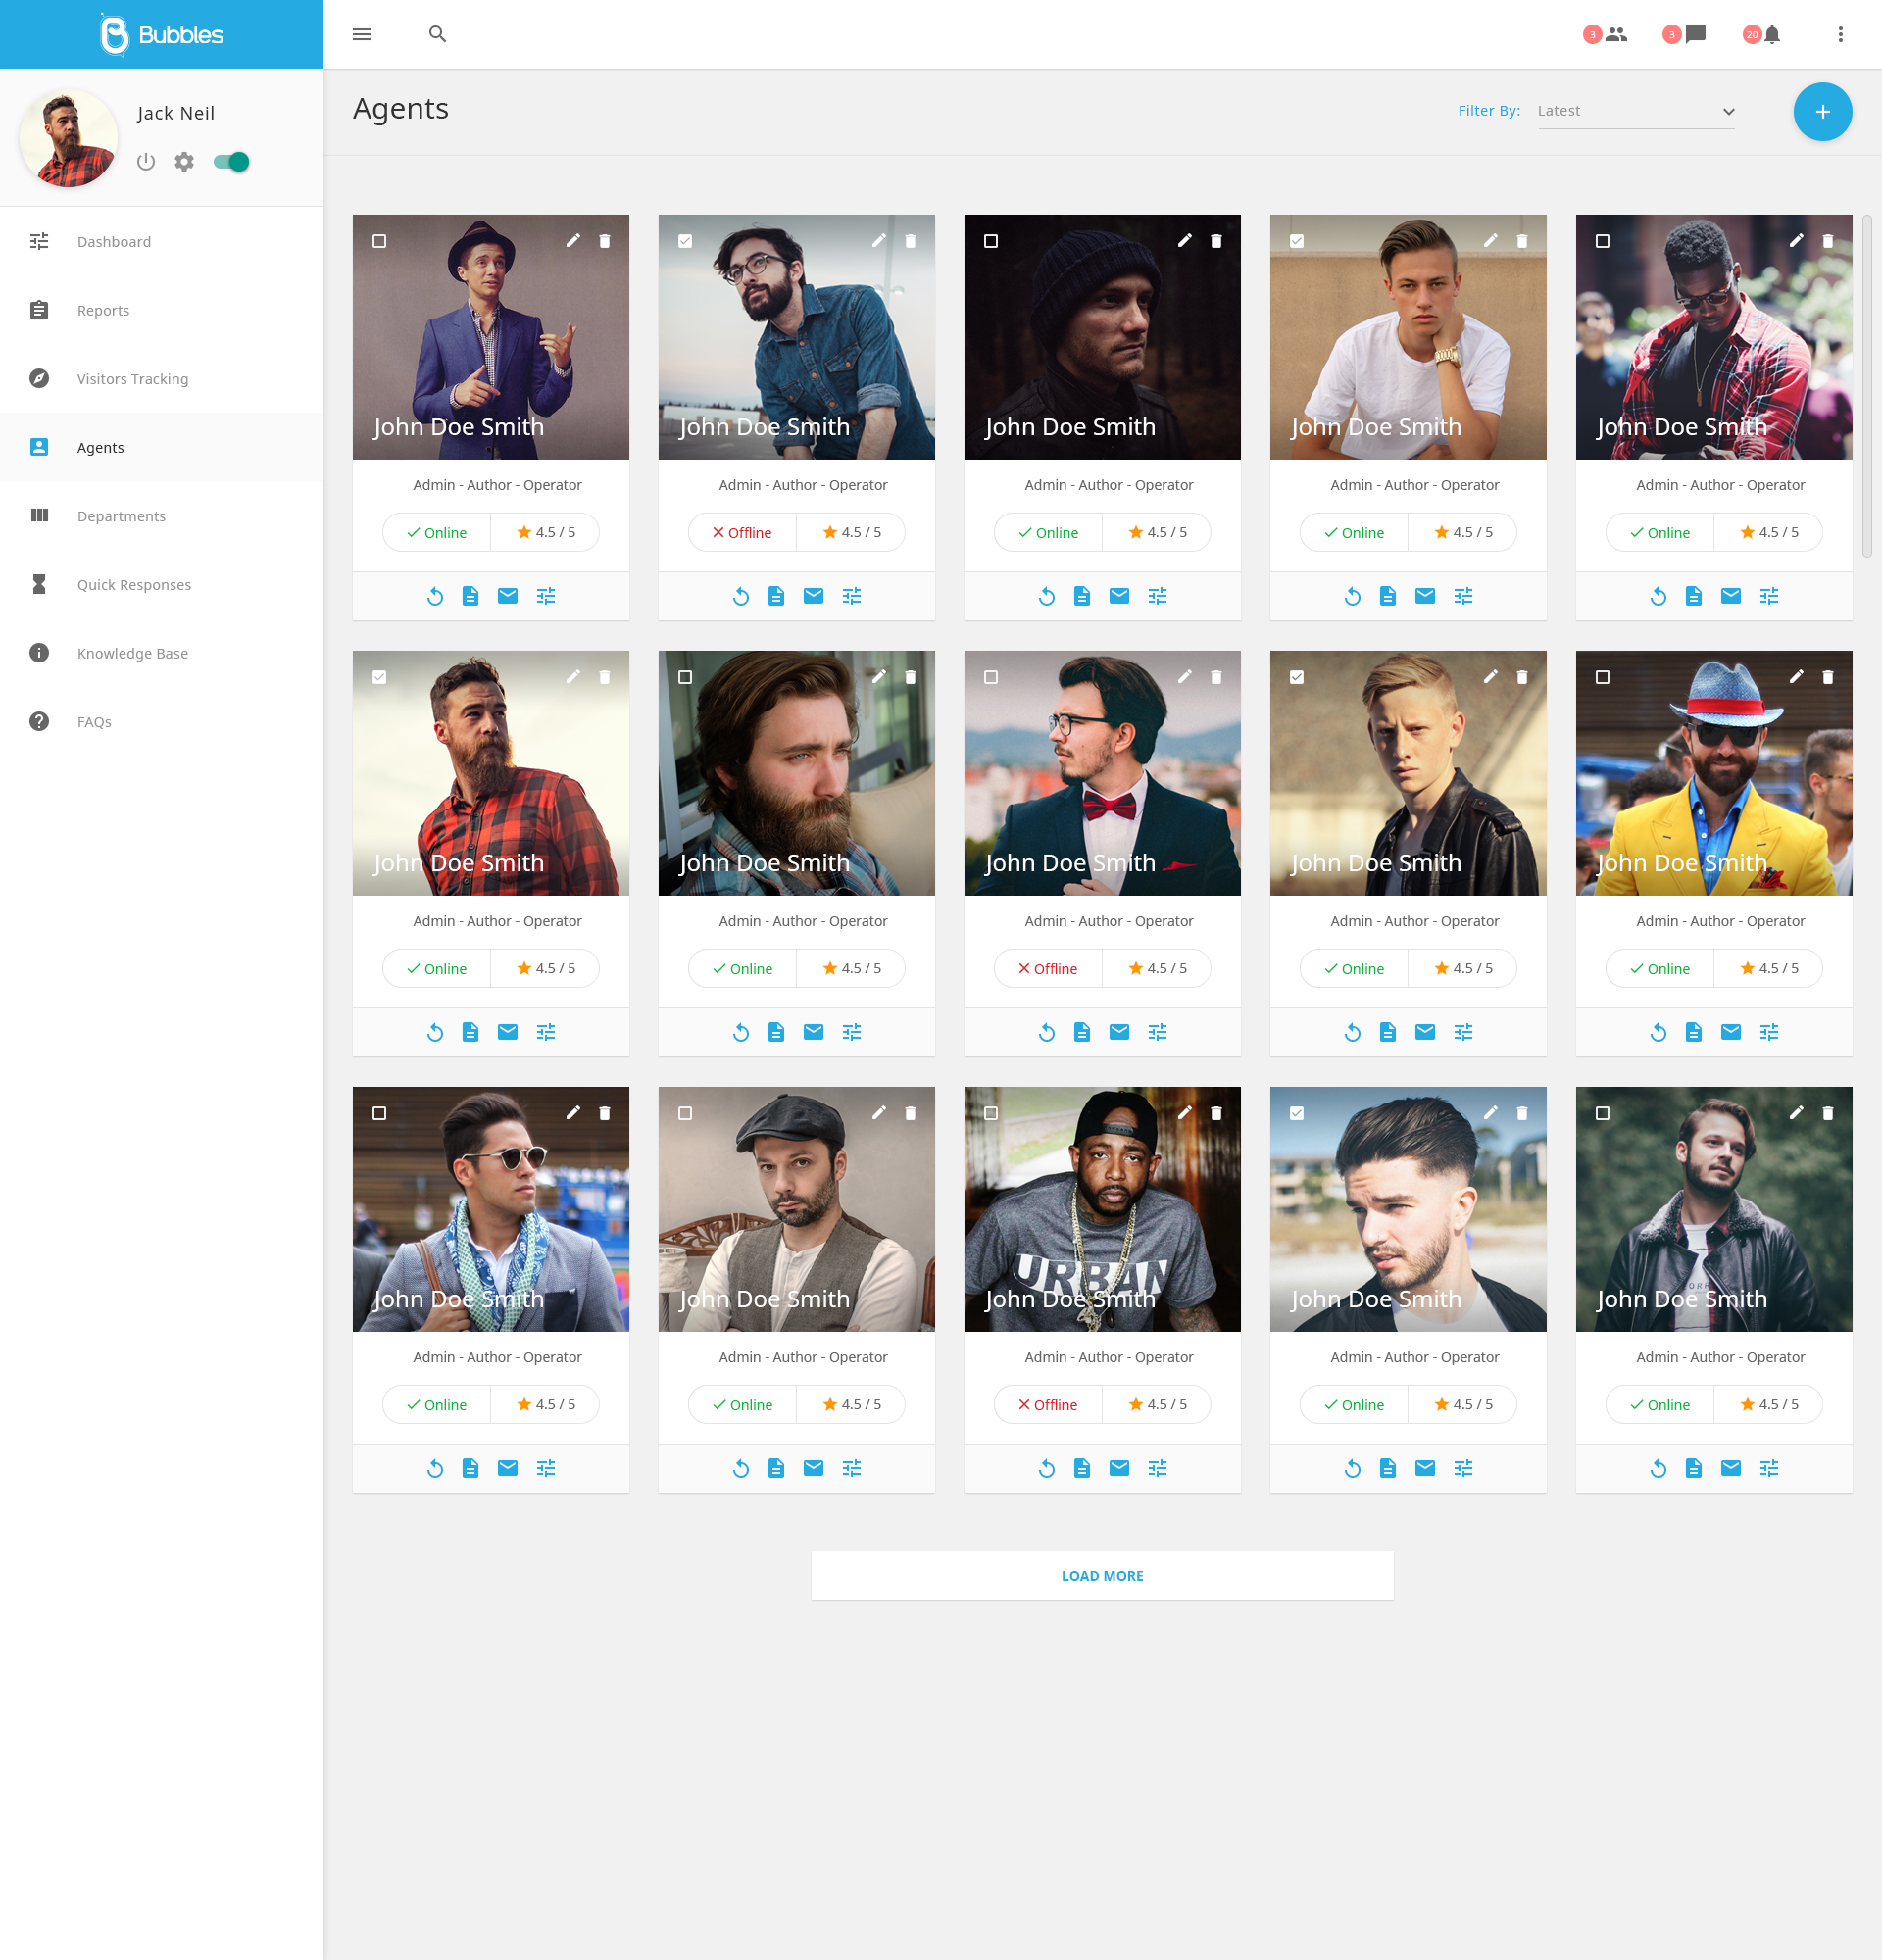 Bubbles
3
3
20
Jack Neil
Dashboard
Reports
Visitors Tracking
Agents
Departments
Quick Responses
Knowledge Base
FAQs
Agents
Filter By: Latest
John Doe Smith John Doe Smith John Doe Smith John Doe Smith John Doe Smith
Admin - Author - Operator Admin - Author - Operator Admin - Author - Operator Admin - Author - Operator Admin - Author - Operator
Online 4.5 / 5 Offline 4.5 / 5 Online 4.5 / 5 Online 4.5 / 5 Online 4.5 / 5
John Doe Smith John Doe Smith John Doe Smith John Doe Smith John Doe Smith
Admin - Author - Operator Admin - Author - Operator Admin - Author - Operator Admin - Author - Operator Admin - Author - Operator
Online 4.5 / 5 Online 4.5 / 5 Offline 4.5 / 5 Online 4.5 / 5 Online 4.5 / 5
URBAN
John Doe Smith John Doe Smith John Doe Smith John Doe Smith John Doe Smith
Admin - Author - Operator Admin - Author - Operator Admin - Author - Operator Admin - Author - Operator Admin - Author - Operator
Online 4.5 / 5 Online 4.5 / 5 Offline 4.5 / 5 Online 4.5 / 5 Online 4.5 / 5
LOAD MORE